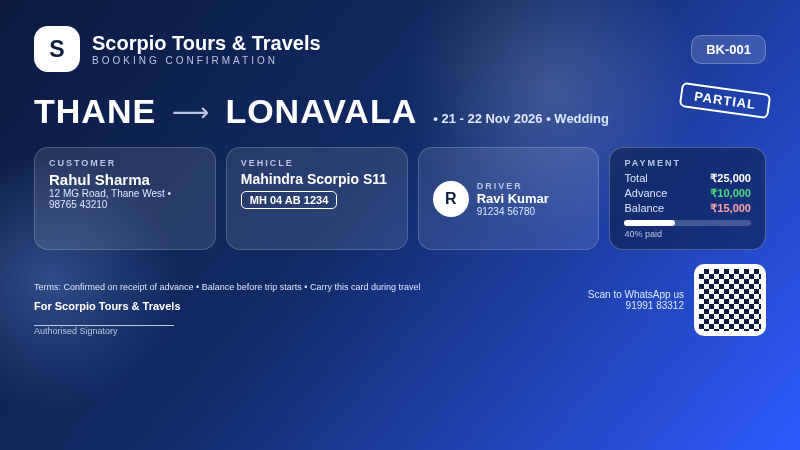 S
Scorpio Tours & Travels
BOOKING CONFIRMATION
BK-001
PARTIAL
THANE ⟶ LONAVALA • 21 - 22 Nov 2026 • Wedding
CUSTOMER
Rahul Sharma
12 MG Road, Thane West •
98765 43210
VEHICLE
Mahindra Scorpio S11
MH 04 AB 1234
R
DRIVER
Ravi Kumar
91234 56780
PAYMENT
Total ₹25,000
Advance ₹10,000
Balance ₹15,000
40% paid
Terms: Confirmed on receipt of advance • Balance before trip starts • Carry this card during travel
For Scorpio Tours & Travels
Authorised Signatory
Scan to WhatsApp us
91991 83312